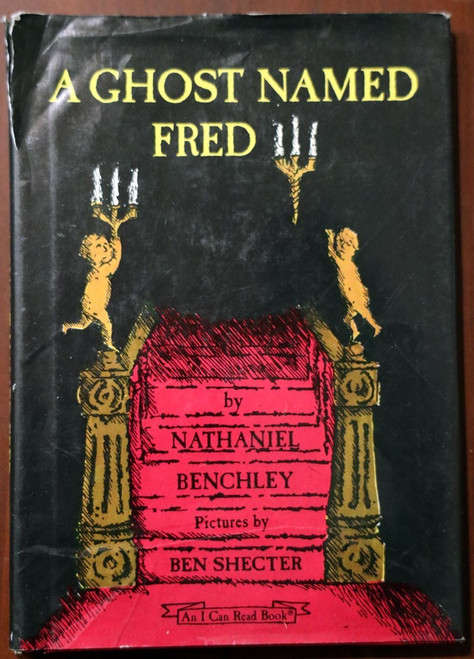 A GHOST NAMED
FRED
by
NATHANIEL
BENCHLEY
Pictures by
BEN SHECTER
An I Can Read Book®